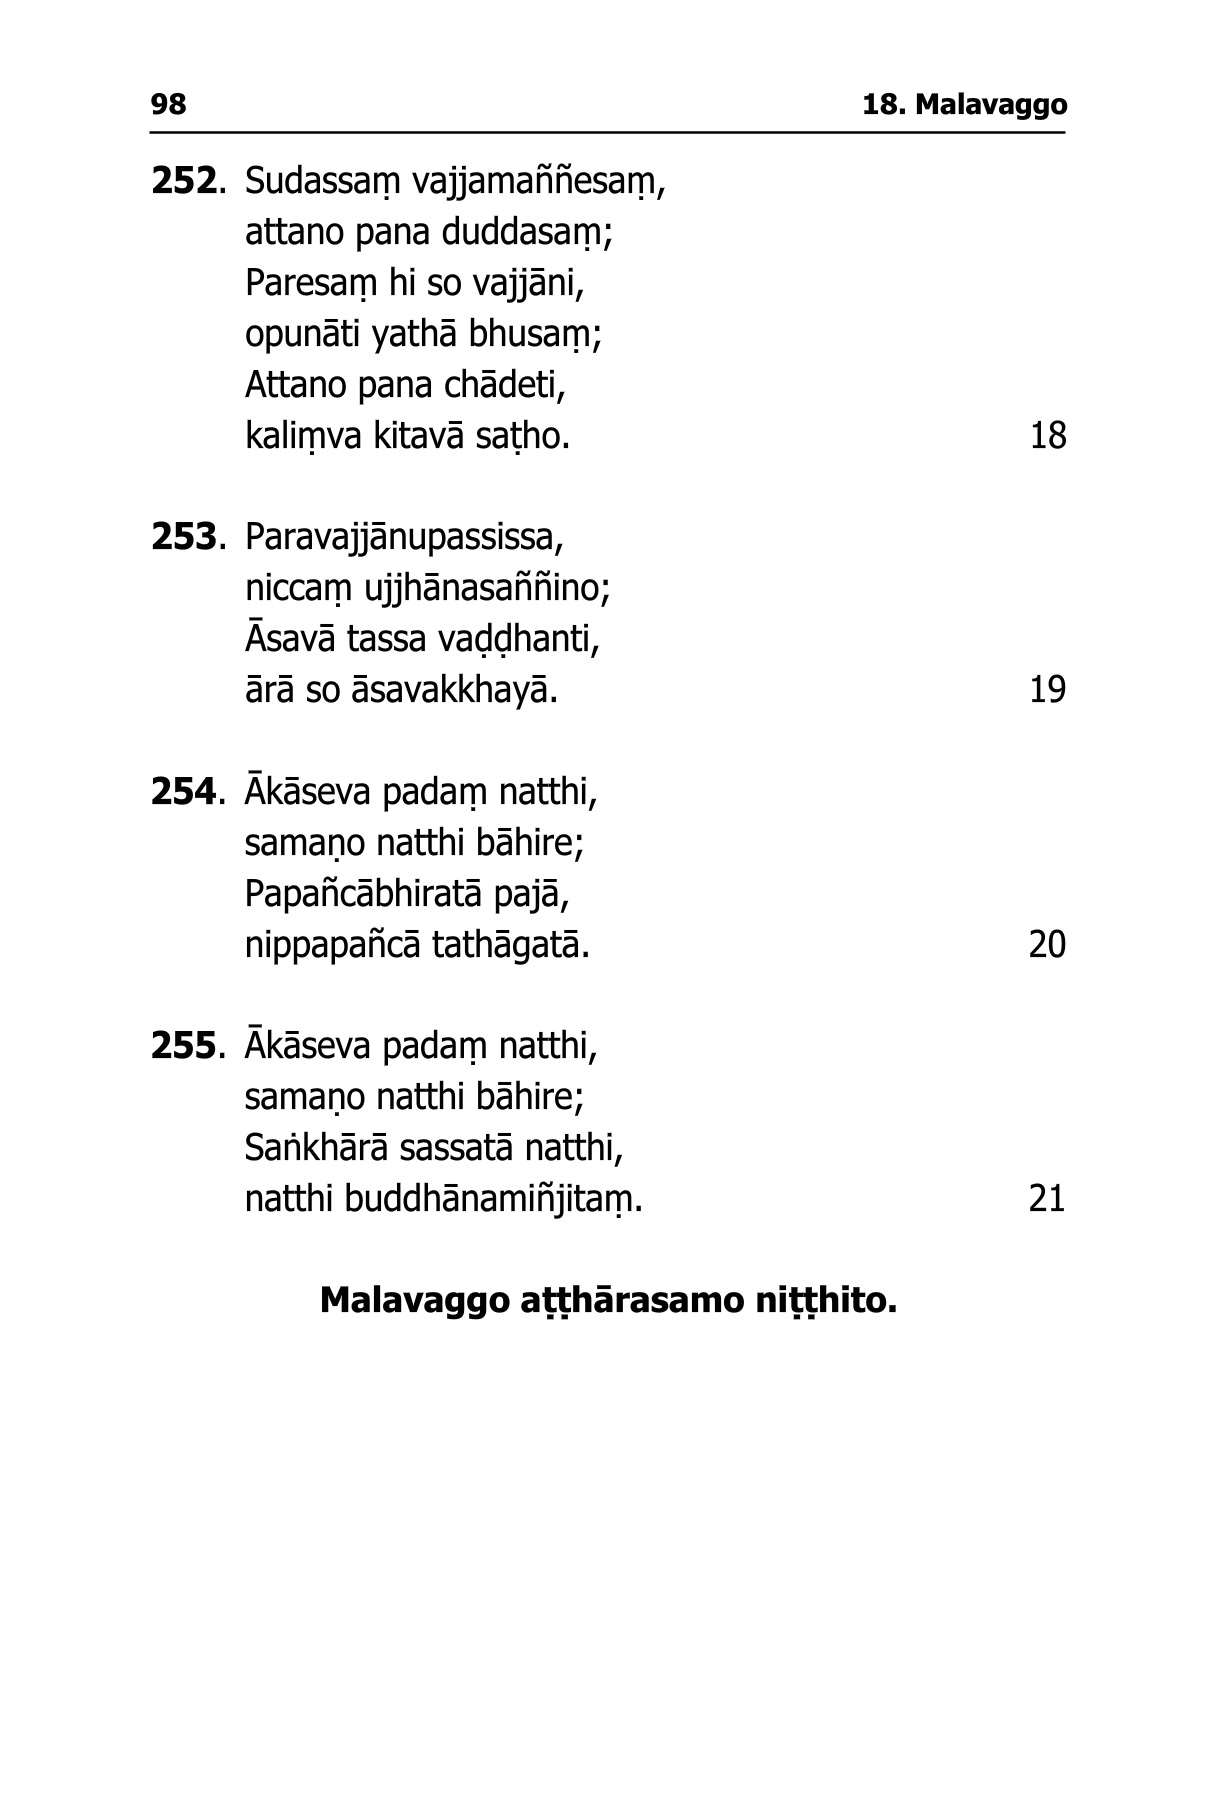 98 18. Malavaggo
252. Sudassaṃ vajjamaññesaṃ,
attano pana duddasaṃ;
Paresaṃ hi so vajjāni,
opunāti yathā bhusaṃ;
Attano pana chādeti,
kaliṃva kitavā saṭho. 18
253. Paravajjānupassissa,
niccaṃ ujjhānasaññino;
Āsavā tassa vaḍḍhanti,
ārā so āsavakkhayā. 19
254. Ākāseva padaṃ natthi,
samaṇo natthi bāhire;
Papañcābhiratā pajā,
nippapañcā tathāgatā. 20
255. Ākāseva padaṃ natthi,
samaṇo natthi bāhire;
Saṅkhārā sassatā natthi,
natthi buddhānamiñjitaṃ. 21
Malavaggo aṭṭhārasamo niṭṭhito.